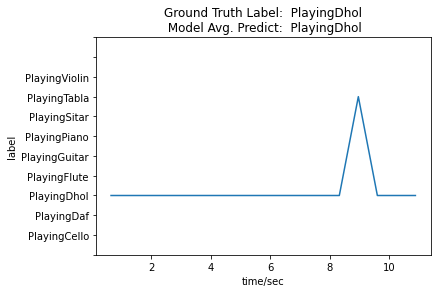 Ground Truth Label:  PlayingDhol
Model Avg. Predict:  PlayingDhol
PlayingViolin
PlayingTabla
PlayingSitar
PlayingPiano
PlayingGuitar
PlayingFlute
PlayingDhol
PlayingDaf
PlayingCello
label
2 4 6 8 10
time/sec